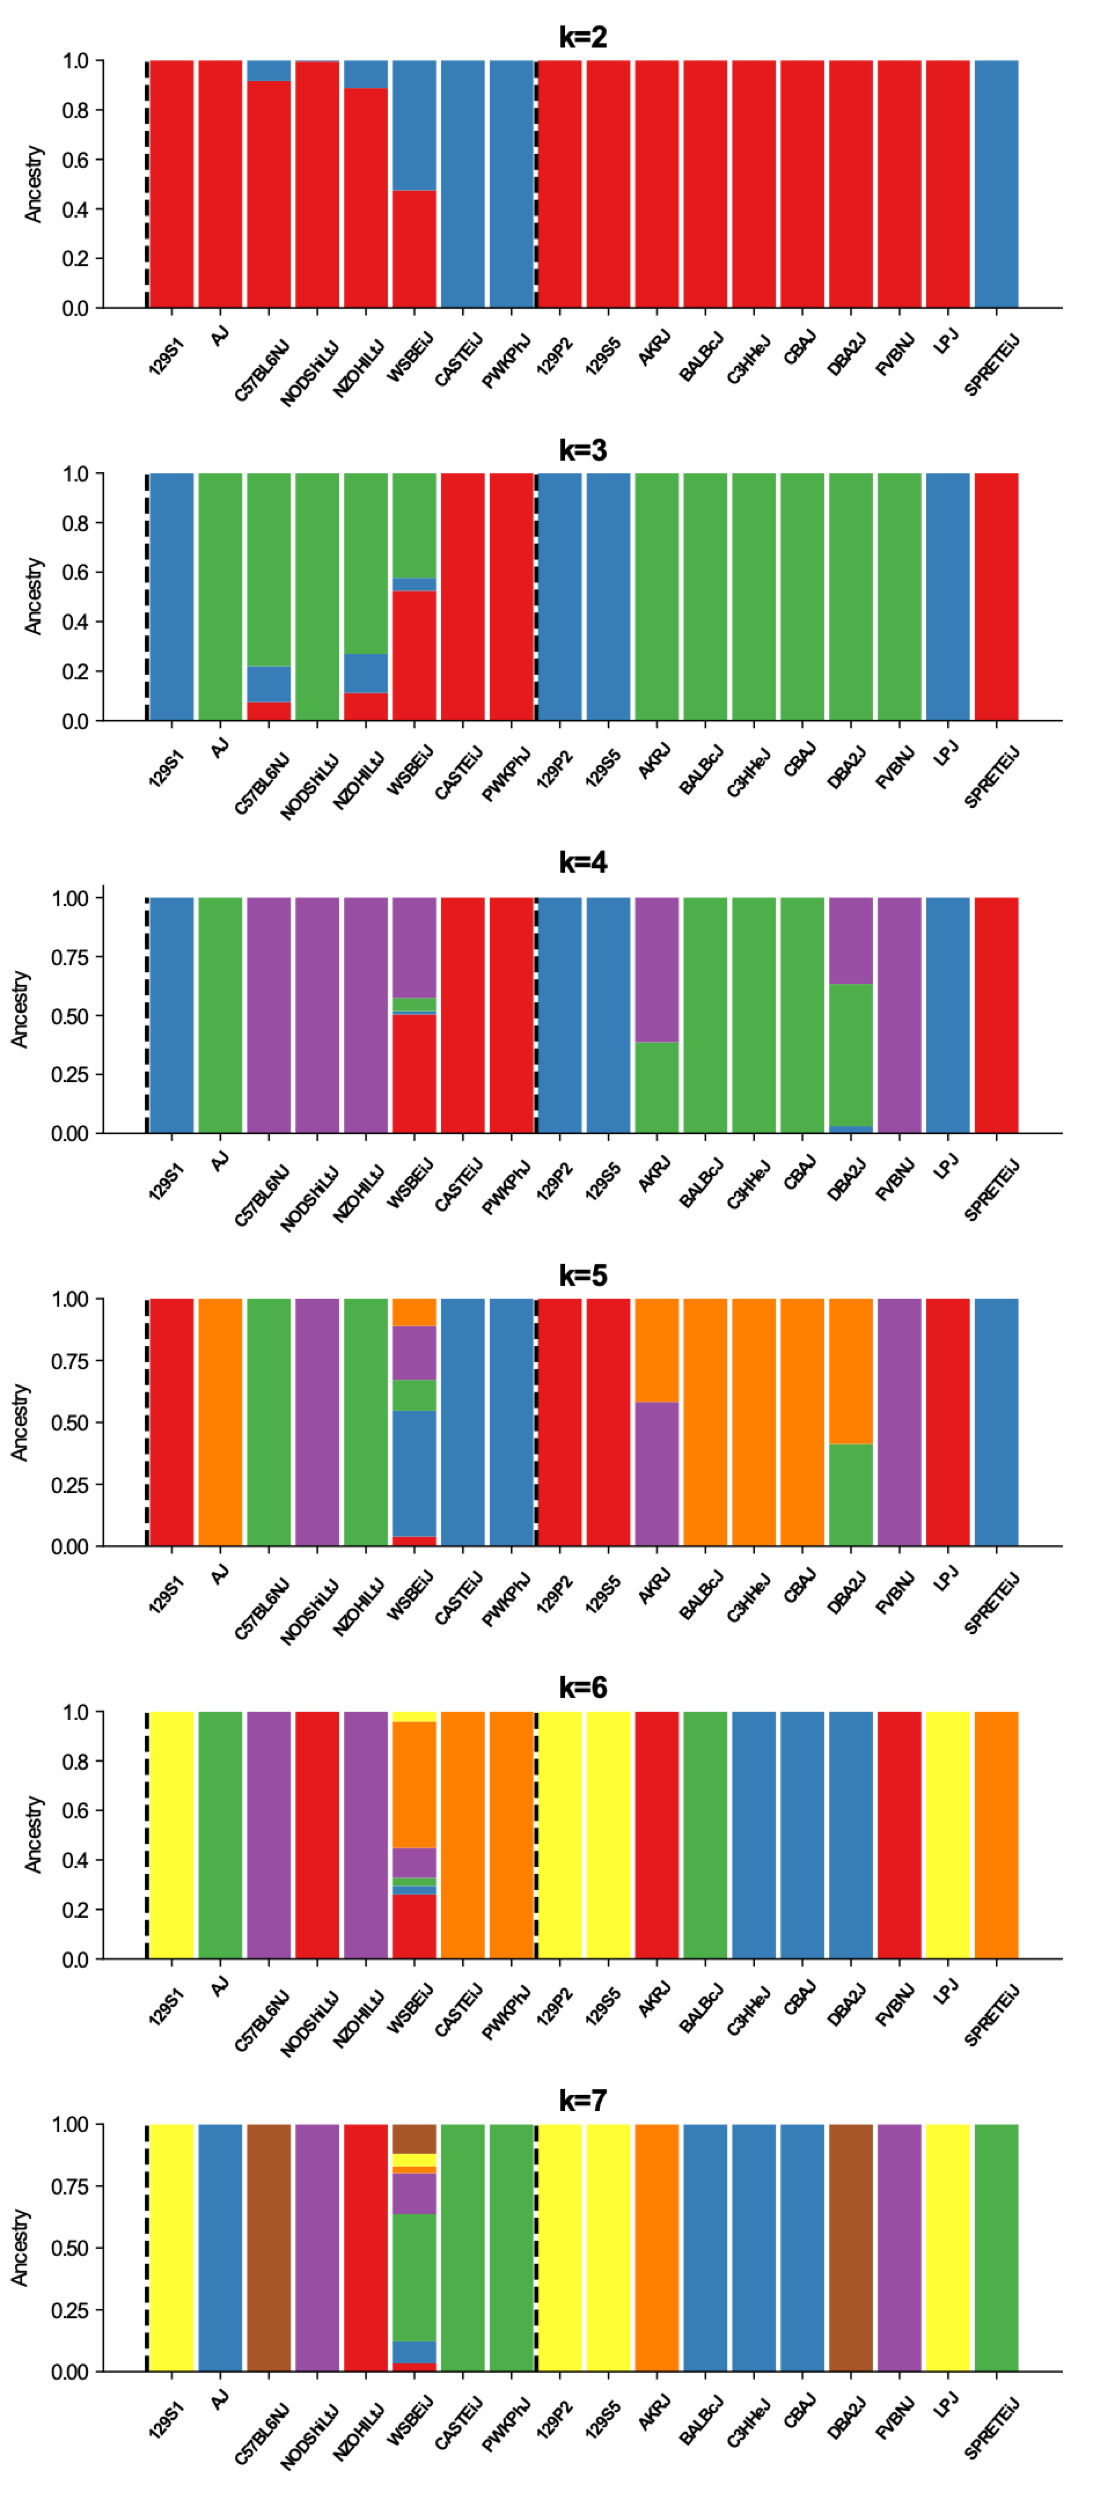 k=2
1.0
0.8
0.6
0.4
0.2
0.0
Ancestry
129S1 AJ C57BL6NJ NODShiLtJ NZOHlLtJ WSBEiJ CASTEiJ PWKPhJ 129P2 129S5 AKRJ BALBcJ C3HHeJ CBAJ DBA2J FVBNJ LPJ SPRETEiJ
k=3
1.0
0.8
0.6
0.4
0.2
0.0
Ancestry
129S1 AJ C57BL6NJ NODShiLtJ NZOHlLtJ WSBEiJ CASTEiJ PWKPhJ 129P2 129S5 AKRJ BALBcJ C3HHeJ CBAJ DBA2J FVBNJ LPJ SPRETEiJ
k=4
1.00
0.75
0.50
0.25
0.00
Ancestry
129S1 AJ C57BL6NJ NODShiLtJ NZOHlLtJ WSBEiJ CASTEiJ PWKPhJ 129P2 129S5 AKRJ BALBcJ C3HHeJ CBAJ DBA2J FVBNJ LPJ SPRETEiJ
k=5
1.00
0.75
0.50
0.25
0.00
Ancestry
129S1 AJ C57BL6NJ NODShiLtJ NZOHlLtJ WSBEiJ CASTEiJ PWKPhJ 129P2 129S5 AKRJ BALBcJ C3HHeJ CBAJ DBA2J FVBNJ LPJ SPRETEiJ
k=6
1.0
0.8
0.6
0.4
0.2
0.0
Ancestry
129S1 AJ C57BL6NJ NODShiLtJ NZOHlLtJ WSBEiJ CASTEiJ PWKPhJ 129P2 129S5 AKRJ BALBcJ C3HHeJ CBAJ DBA2J FVBNJ LPJ SPRETEiJ
k=7
1.00
0.75
0.50
0.25
0.00
Ancestry
129S1 AJ C57BL6NJ NODShiLtJ NZOHlLtJ WSBEiJ CASTEiJ PWKPhJ 129P2 129S5 AKRJ BALBcJ C3HHeJ CBAJ DBA2J FVBNJ LPJ SPRETEiJ